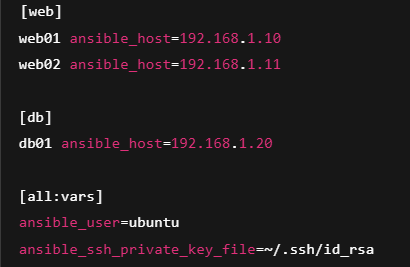 [web]
web01 ansible_host=192.168.1.10
web02 ansible_host=192.168.1.11
[db]
db01 ansible_host=192.168.1.20
[all:vars]
ansible_user=ubuntu
ansible_ssh_private_key_file=~/.ssh/id_rsa